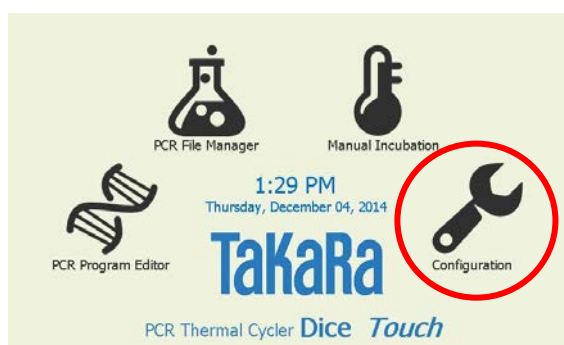 PCR File Manager
Manual Incubation
1:29 PM
Thursday, December 04, 2014
PCR Program Editor
TaKaRa
Configuration
PCR Thermal Cycler Dice Touch